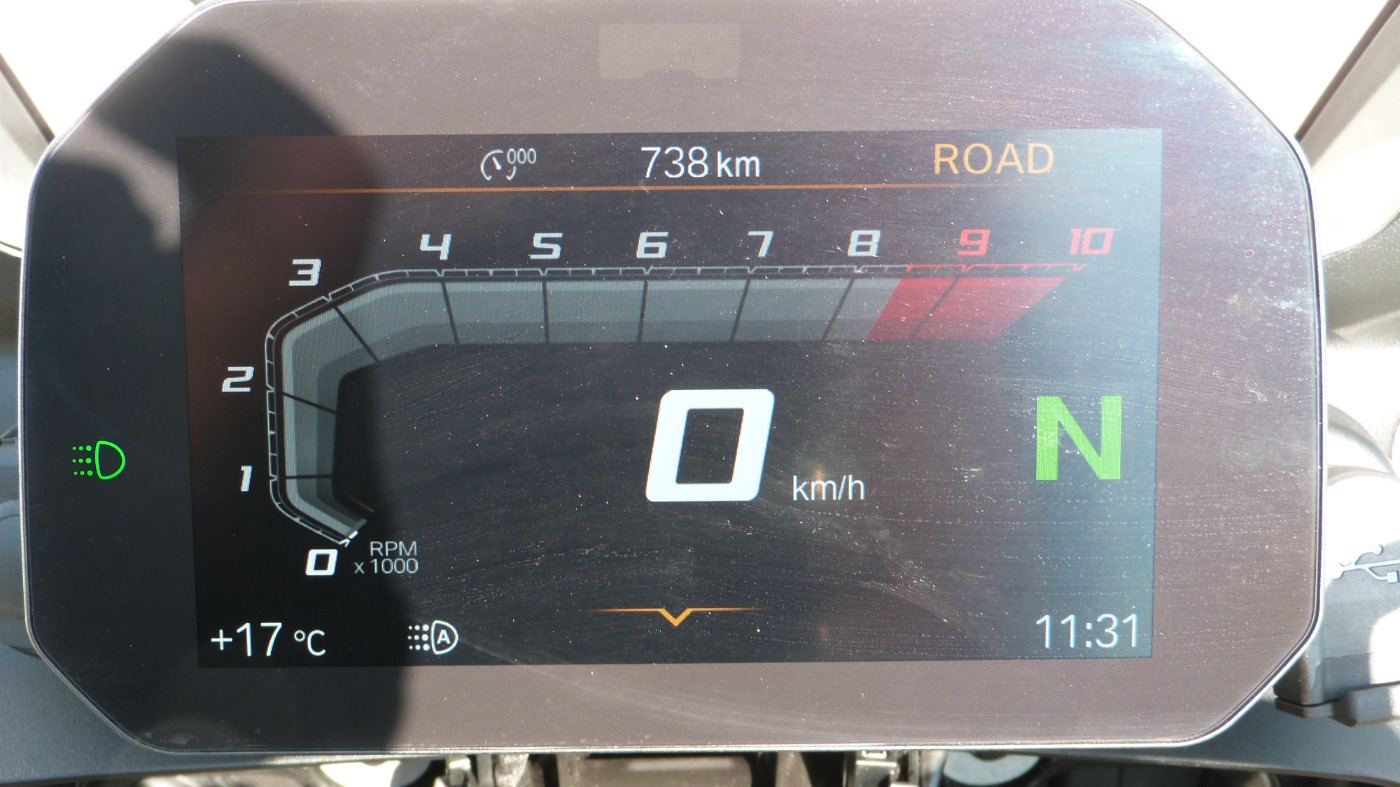 000 738 km ROAD
4 5 6 7 8 9 10
3
2
1
0 km/h N
0 RPM x 1000
+17 °C A 11:31